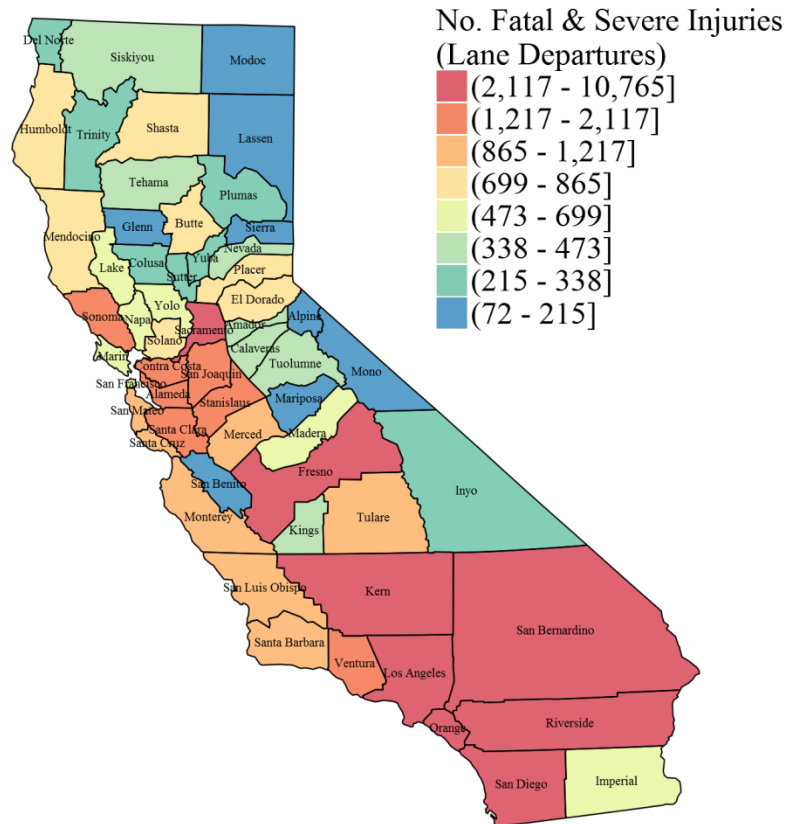 No. Fatal & Severe Injuries
(Lane Departures)
(2,117 - 10,765]
(1,217 - 2,117]
(865 - 1,217]
(699 - 865]
(473 - 699]
(338 - 473]
(215 - 338]
(72 - 215]
Del Norte
Siskiyou
Modoc
Humboldt
Trinity
Shasta
Lassen
Tehama
Plumas
Mendocino
Glenn
Butte
Sierra
Lake
Colusa
Sutter
Yuba
Nevada
Placer
Sonoma
Napa
Yolo
El Dorado
Sacramento
Amador
Alpine
Solano
Marin
Calaveras
Tuolumne
Mono
Contra Costa
San Joaquin
San Francisco
Alameda
Stanislaus
Mariposa
San Mateo
Santa Clara
Merced
Madera
Santa Cruz
Fresno
San Benito
Inyo
Monterey
Kings
Tulare
San Luis Obispo
Kern
San Bernardino
Santa Barbara
Ventura
Los Angeles
Orange
Riverside
San Diego
Imperial